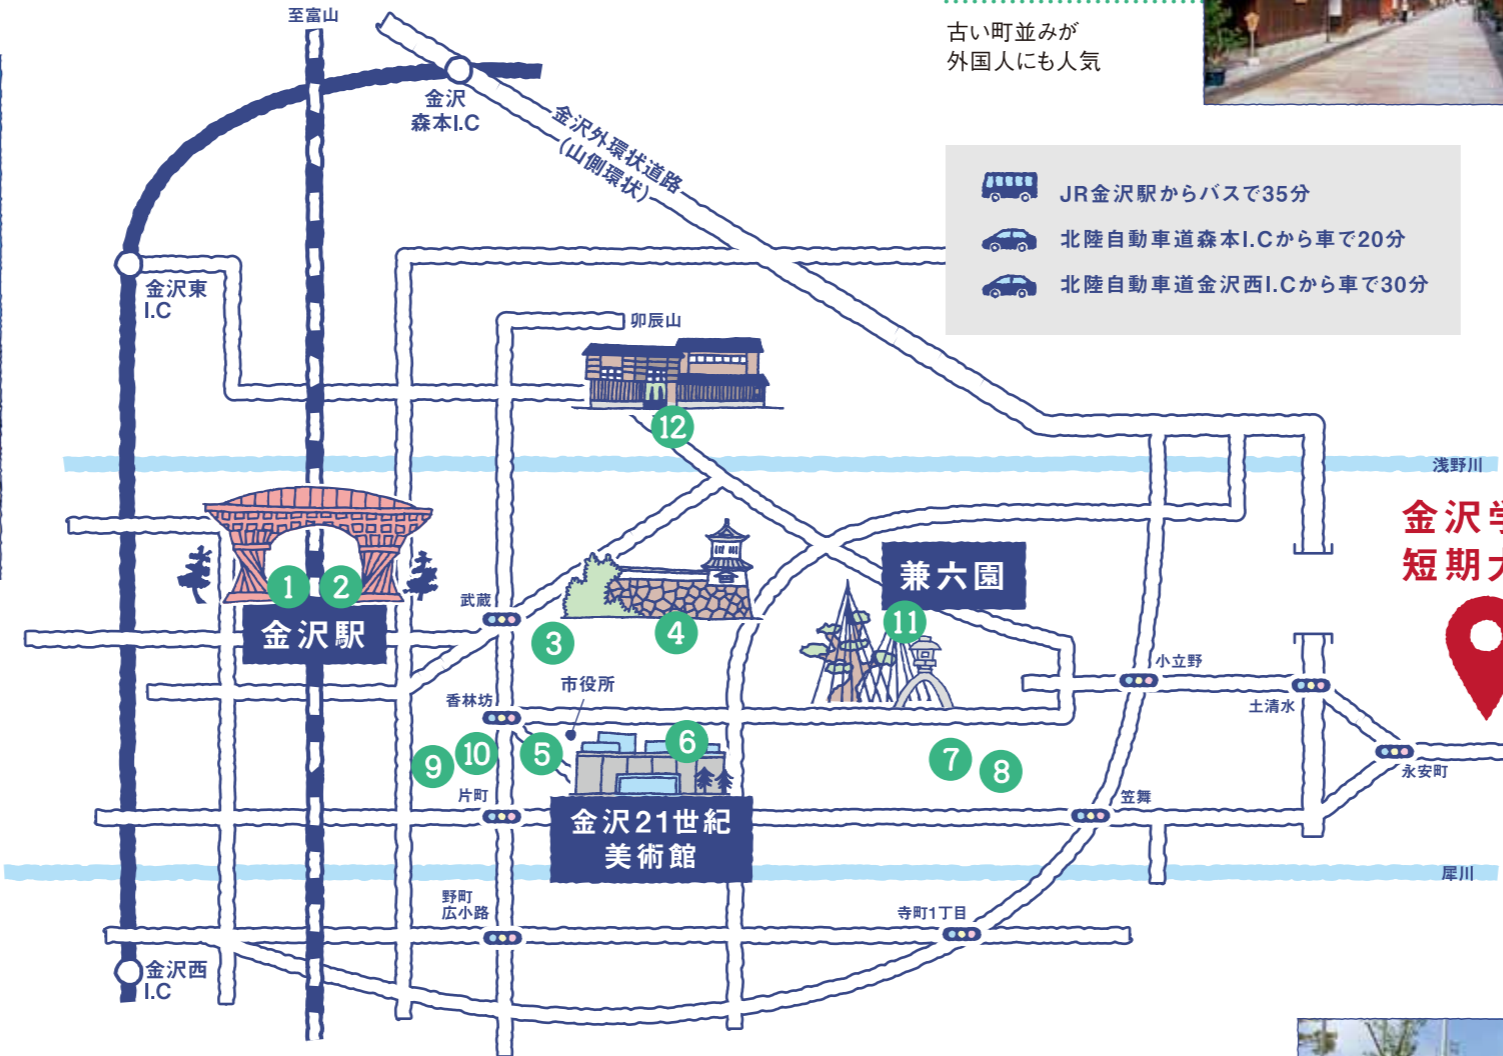 至富山
古い町並みが
外国人にも人気
金沢
森本I.C
金沢外環状道路
(山側環状)
JR金沢駅からバスで35分
北陸自動車道森本I.Cから車で20分
北陸自動車道金沢西I.Cから車で30分
金沢東
I.C
卯辰山
12
浅野川
金沢学
短期大
兼六園
1
2
金沢駅
武蔵
3
4
11
小立野
土清水
市役所
香林坊
9
10
5
6
7
8
永安町
片町
笠舞
金沢21世紀
美術館
犀川
野町
広小路
寺町1丁目
金沢西
I.C